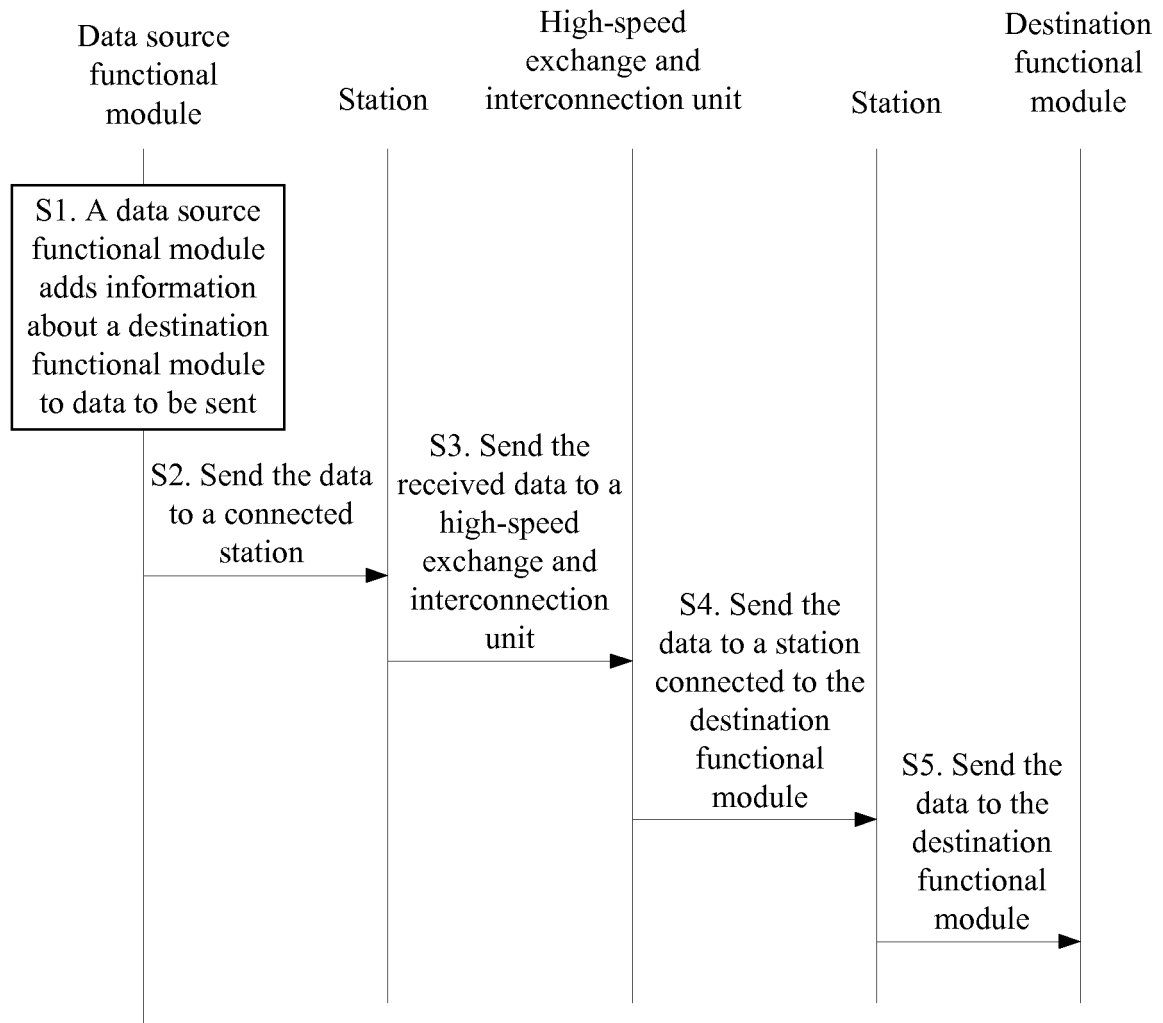 Data source
functional
module
Station
High-speed
exchange and
interconnection unit
Station
Destination
functional
module
S1. A data source
functional module
adds information
about a destination
functional module
to data to be sent
S2. Send the data
to a connected
station
S3. Send the
received data to a
high-speed
exchange and
interconnection
unit
S4. Send the
data to a station
connected to the
destination
functional
module
S5. Send the
data to the
destination
functional
module